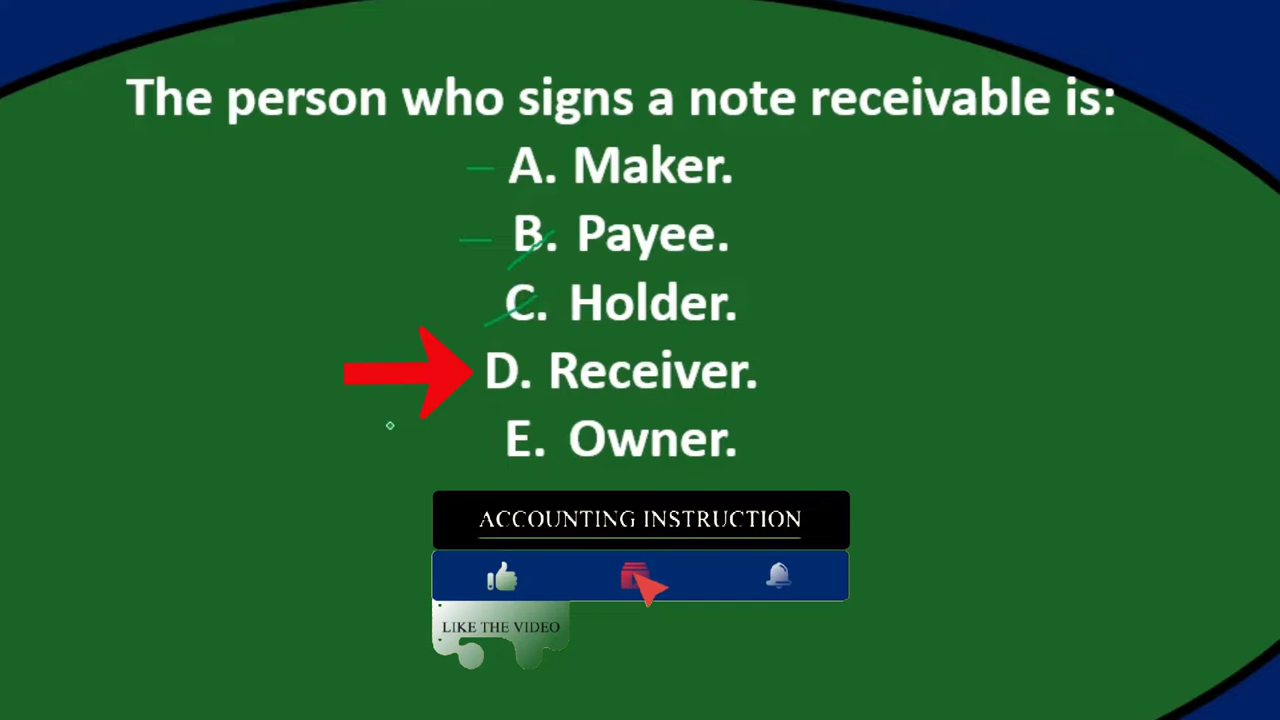 The person who signs a note receivable is:
A. Maker.
B. Payee.
C. Holder.
D. Receiver.
E. Owner.
ACCOUNTING INSTRUCTION
LIKE THE VIDEO